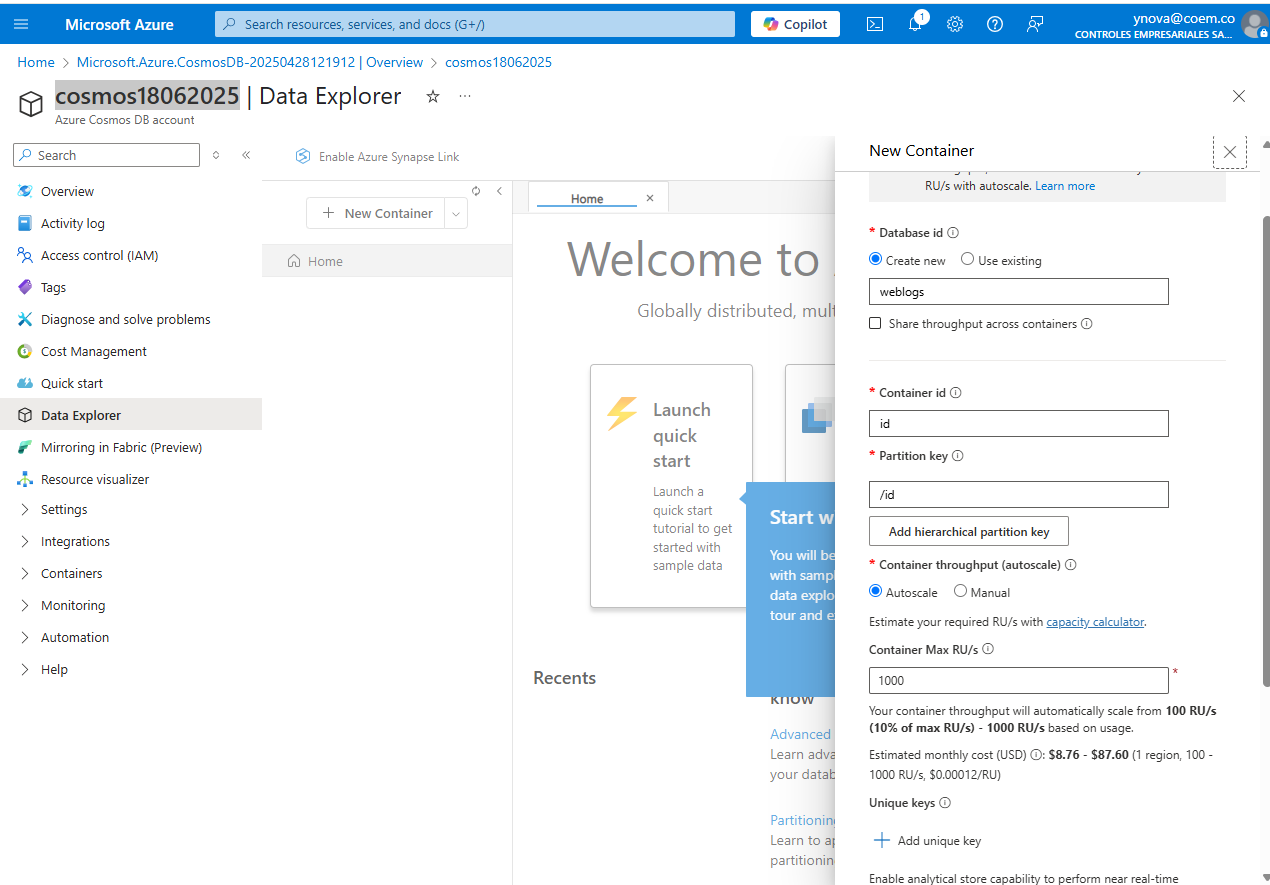 Microsoft Azure
Search resources, services, and docs (G+/)
Copilot
1
ynova@coem.co
CONTROLES EMPRESARIALES SA...
Home > Microsoft.Azure.CosmosDB-20250428121912 | Overview > cosmos18062025
cosmos18062025 | Data Explorer
Azure Cosmos DB account
Search
Overview
Activity log
Access control (IAM)
Tags
Diagnose and solve problems
Cost Management
Quick start
Data Explorer
Mirroring in Fabric (Preview)
Resource visualizer
Settings
Integrations
Containers
Monitoring
Automation
Help
Enable Azure Synapse Link
New Container
Home
Home
Welcome to
Globally distributed, mult
Launch
quick
start
Launch a
quick start
tutorial to get
started with
sample data
Start w
You will be
with samp
data explo
tour and e
Recents
know
Advanced
Learn adva
your datab
Partitioning
Learn to ap
partitionin
New Container
RU/s with autoscale. Learn more
* Database id
Create new Use existing
weblogs
Share throughput across containers
* Container id
id
* Partition key
/id
Add hierarchical partition key
* Container throughput (autoscale)
Autoscale Manual
Estimate your required RU/s with capacity calculator.
Container Max RU/s
1000 *
Your container throughput will automatically scale from 100 RU/s
(10% of max RU/s) - 1000 RU/s based on usage.
Estimated monthly cost (USD) : $8.76 - $87.60 (1 region, 100 -
1000 RU/s, $0.00012/RU)
Unique keys
Add unique key
Enable analytical store capability to perform near real-time